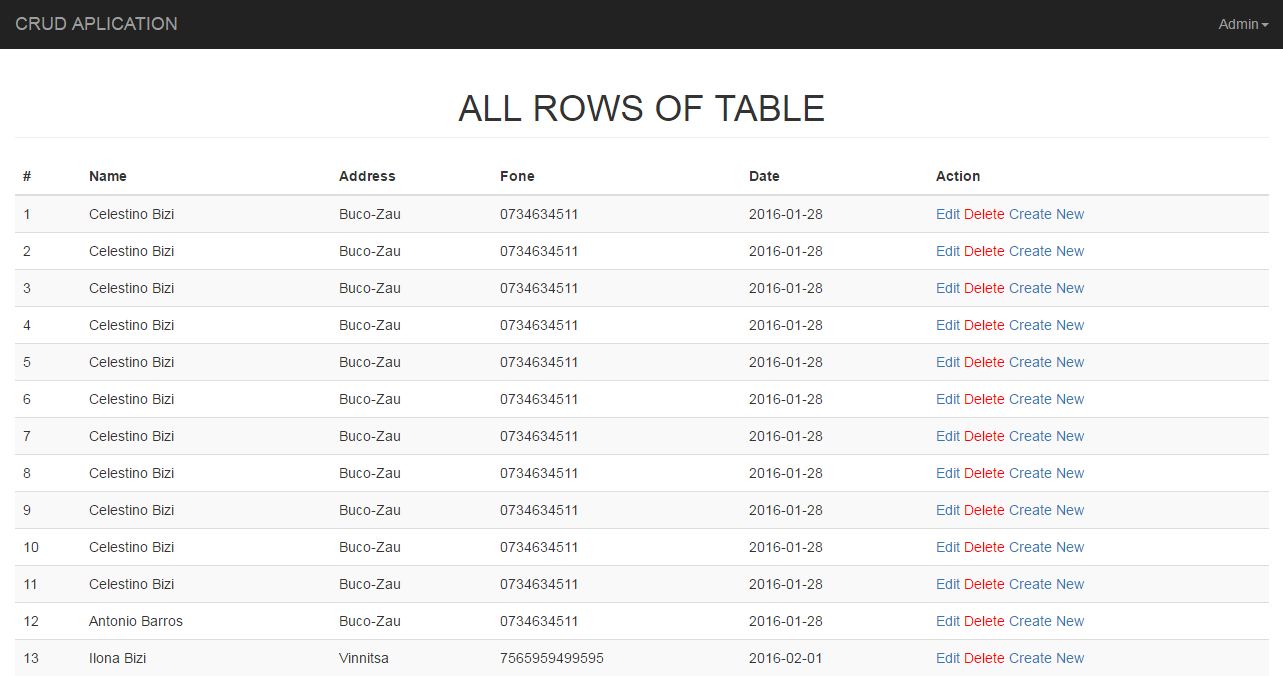 CRUD APLICATION Admin
ALL ROWS OF TABLE
# Name Address Fone Date Action
1 Celestino Bizi Buco-Zau 0734634511 2016-01-28 Edit Delete Create New
2 Celestino Bizi Buco-Zau 0734634511 2016-01-28 Edit Delete Create New
3 Celestino Bizi Buco-Zau 0734634511 2016-01-28 Edit Delete Create New
4 Celestino Bizi Buco-Zau 0734634511 2016-01-28 Edit Delete Create New
5 Celestino Bizi Buco-Zau 0734634511 2016-01-28 Edit Delete Create New
6 Celestino Bizi Buco-Zau 0734634511 2016-01-28 Edit Delete Create New
7 Celestino Bizi Buco-Zau 0734634511 2016-01-28 Edit Delete Create New
8 Celestino Bizi Buco-Zau 0734634511 2016-01-28 Edit Delete Create New
9 Celestino Bizi Buco-Zau 0734634511 2016-01-28 Edit Delete Create New
10 Celestino Bizi Buco-Zau 0734634511 2016-01-28 Edit Delete Create New
11 Celestino Bizi Buco-Zau 0734634511 2016-01-28 Edit Delete Create New
12 Antonio Barros Buco-Zau 0734634511 2016-01-28 Edit Delete Create New
13 Ilona Bizi Vinnitsa 7565959499595 2016-02-01 Edit Delete Create New